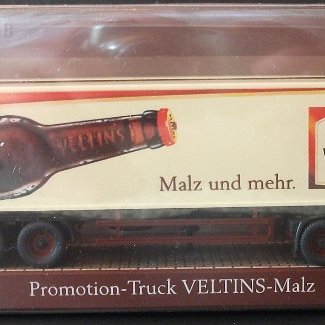 VELTINS
Malz und mehr.
Promotion-Truck VELTINS-Malz